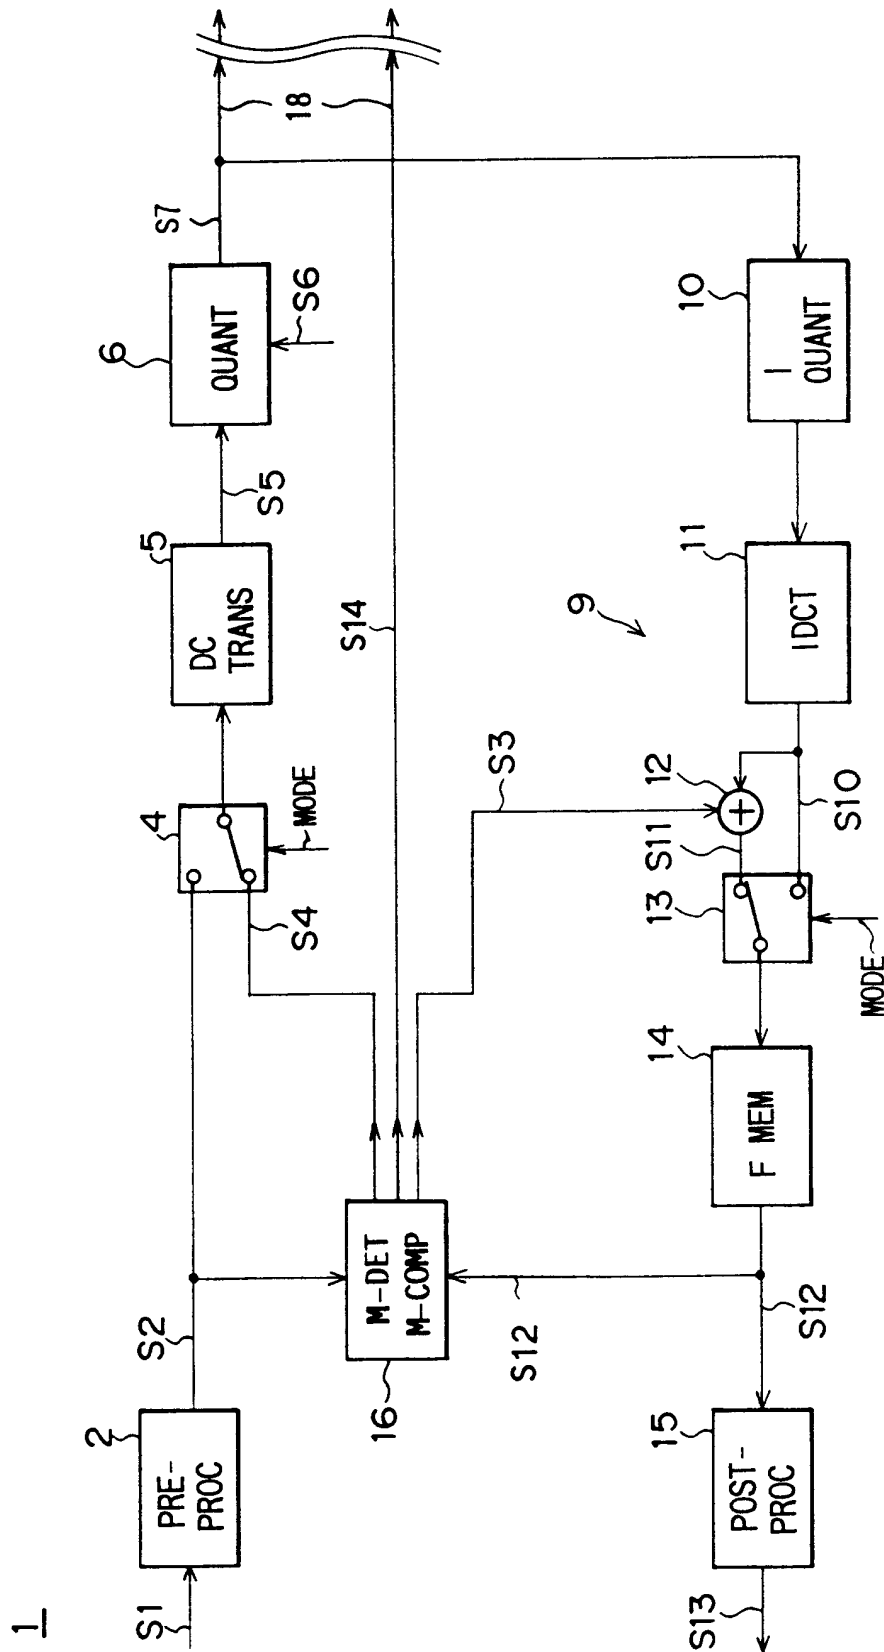 1
S1
2
PRE-
PROC
S2
4
MODE
S4
5
DC
TRANS
S5
6
QUANT
S6
S7
18
16
M-DET
M-COMP
S14
S3
S12
9
S13
15
POST-
PROC
S12
14
F MEM
13
MODE
S11
12
S10
11
IDCT
10
I
QUANT